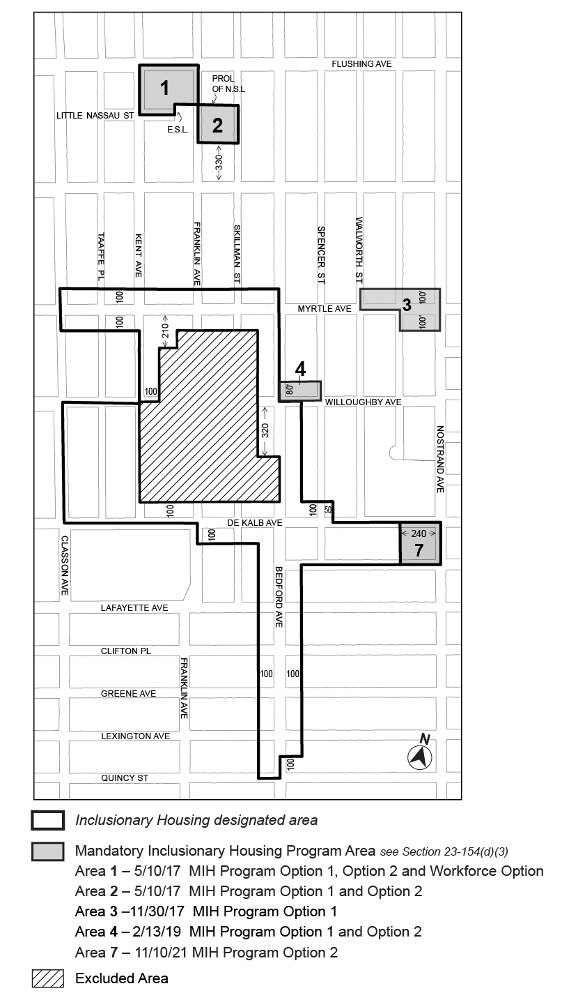 FLUSHING AVE
1
PROL
OF N.S.L
LITTLE NASSAU ST
E.S.L.
2
330
TAAFFE PL
KENT AVE
FRANKLIN AVE
SKILLMAN ST
SPENCER ST
WALWORTH ST
100
100'
MYRTLE AVE
3
100
100'
210
4
100
80'
WILLOUGHBY AVE
320
NOSTRAND AVE
100
100
50
DE KALB AVE
100
240
7
CLASSON AVE
BEDFORD AVE
LAFAYETTE AVE
CLIFTON PL
FRANKLIN AVE
100
100
GREENE AVE
LEXINGTON AVE
N
100
QUINCY ST
Inclusionary Housing designated area
Mandatory Inclusionary Housing Program Area see Section 23-154(d)(3)
Area 1 – 5/10/17 MIH Program Option 1, Option 2 and Workforce Option
Area 2 – 5/10/17 MIH Program Option 1 and Option 2
Area 3 –11/30/17 MIH Program Option 1
Area 4 – 2/13/19 MIH Program Option 1 and Option 2
Area 7 – 11/10/21 MIH Program Option 2
Excluded Area